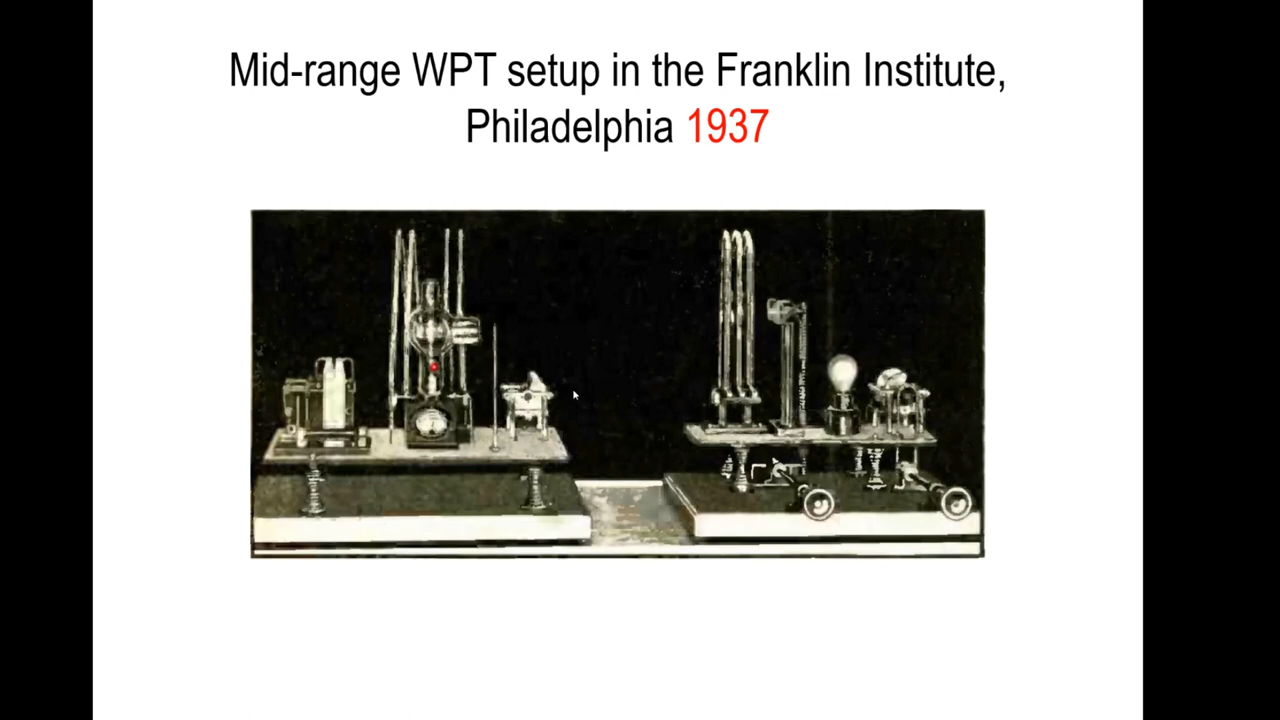 Mid-range WPT setup in the Franklin Institute,
Philadelphia 1937